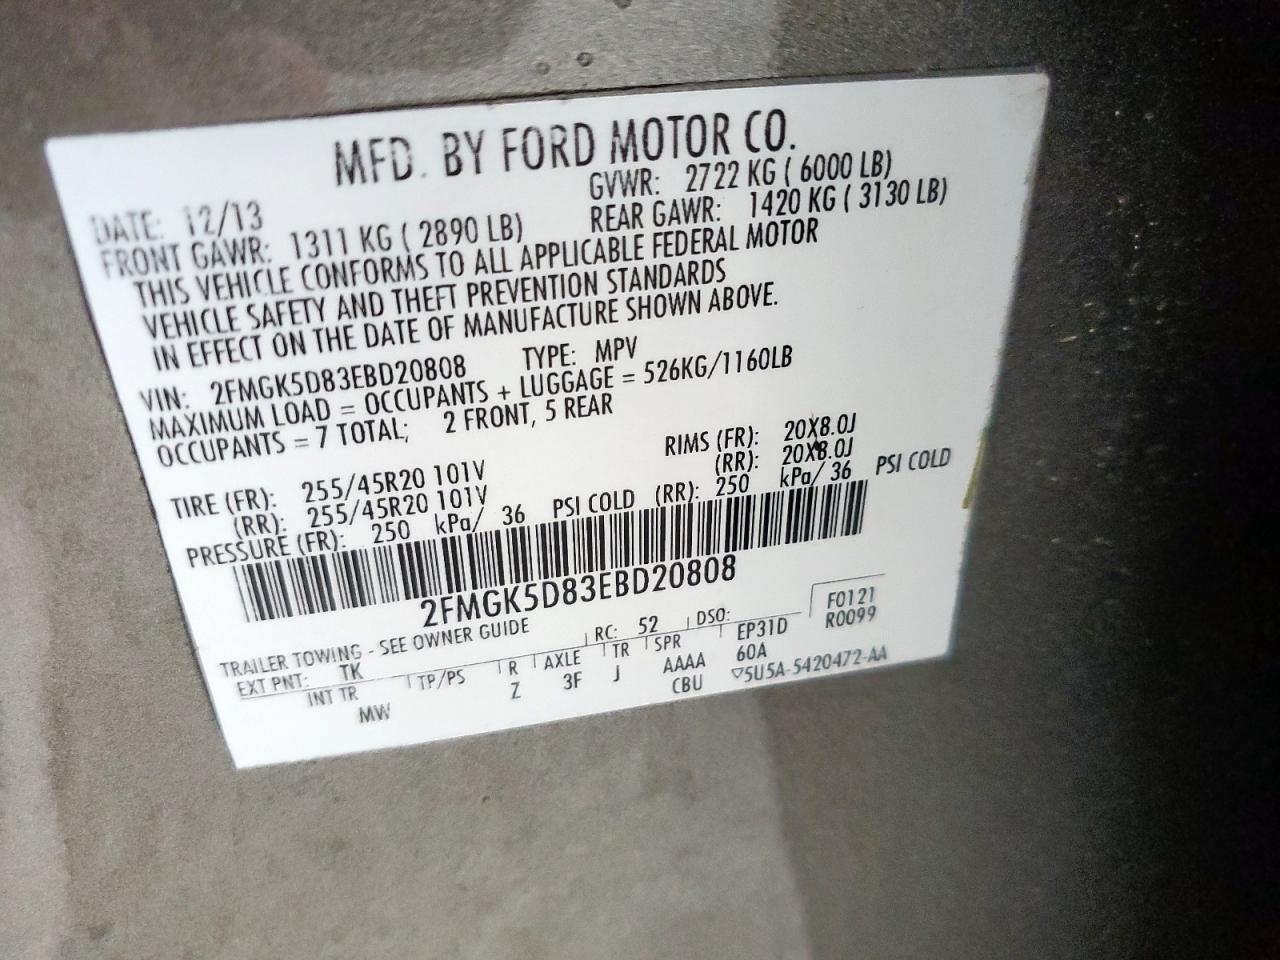 MFD. BY FORD MOTOR CO.
DATE: 12/13 GVWR: 2722 KG ( 6000 LB)
FRONT GAWR: 1311 KG ( 2890 LB) REAR GAWR: 1420 KG ( 3130 LB)
THIS VEHICLE CONFORMS TO ALL APPLICABLE FEDERAL MOTOR
VEHICLE SAFETY AND THEFT PREVENTION STANDARDS
IN EFFECT ON THE DATE OF MANUFACTURE SHOWN ABOVE.
VIN: 2FMGK5D83EBD20808 TYPE: MPV
MAXIMUM LOAD = OCCUPANTS + LUGGAGE = 526KG/1160LB
OCCUPANTS = 7 TOTAL; 2 FRONT, 5 REAR
TIRE (FR): 255/45R20 101V RIMS (FR): 20X8.0J
(RR): 255/45R20 101V (RR): 20X8.0J
PRESSURE (FR): 250 kPa/ 36 PSI COLD (RR): 250 kPa/ 36 PSI COLD
2FMGK5D83EBD20808
TRAILER TOWING - SEE OWNER GUIDE
EXT PNT: TK RC: 52 DSO: F0121
INT TR TP/PS R AXLE TR SPR EP31D R0099
MW Z 3F J AAAA 60A
CBU ▽5U5A-5420472-AA